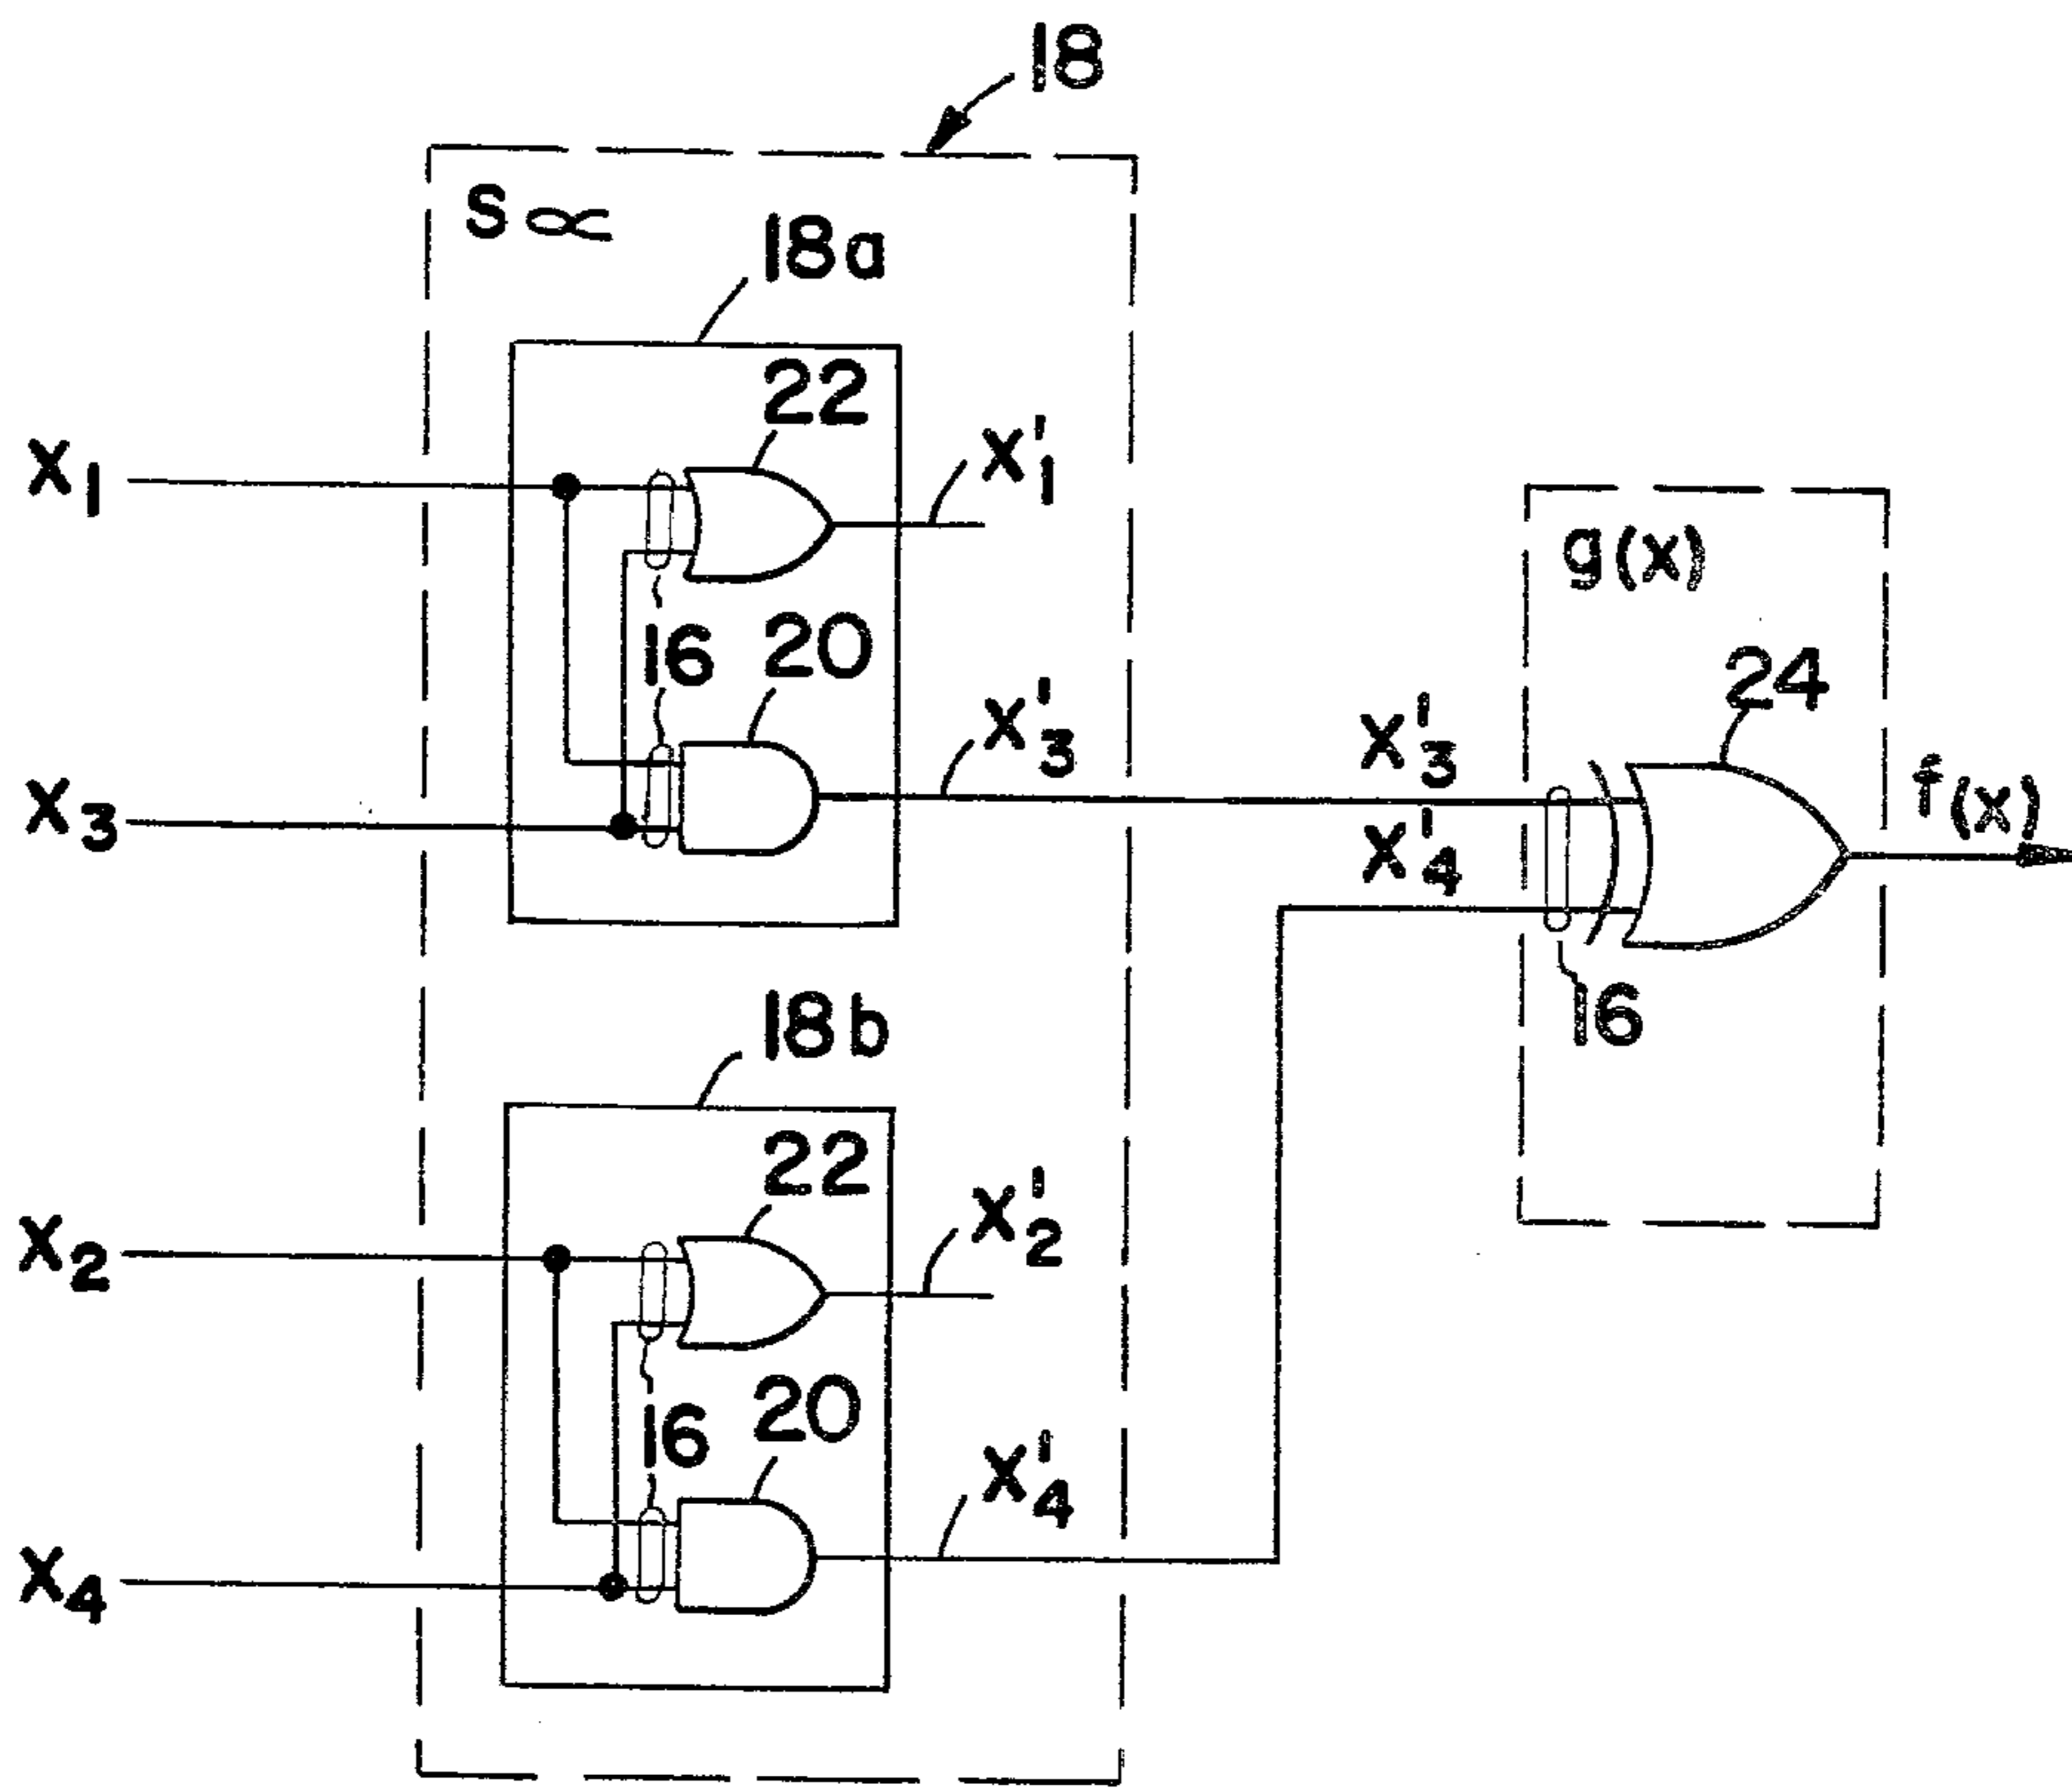 18
S∝
18a
22
X₁
X'₁
16
20
X₃
X'₃
g(x)
24
X'₃
X'₄
f(x)
16
18b
22
X₂
X'₂
16
20
X₄
X'₄